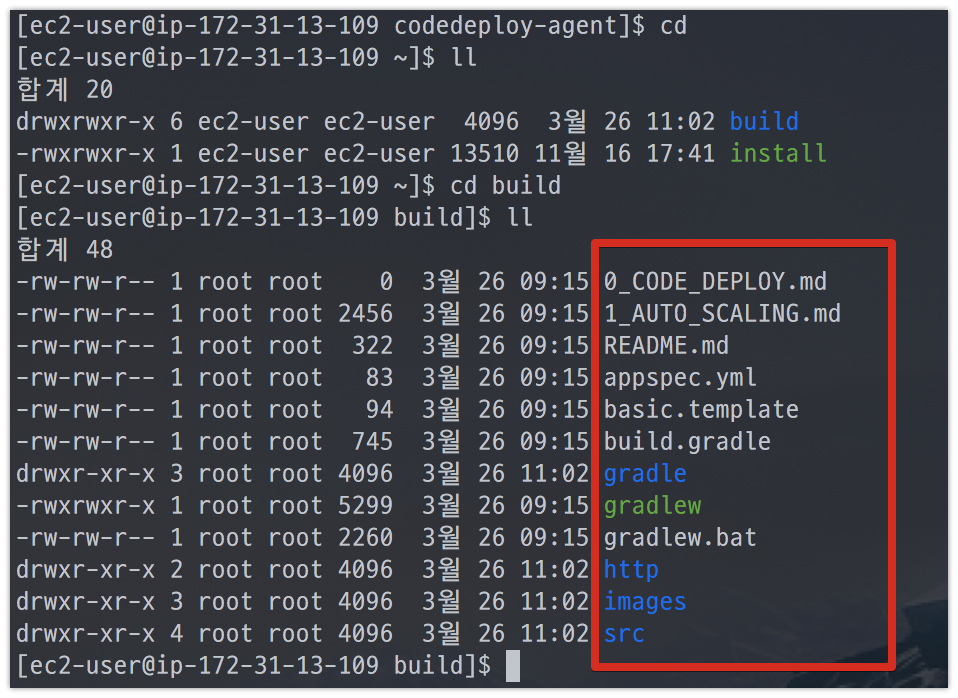 [ec2-user@ip-172-31-13-109 codedeploy-agent]$ cd
[ec2-user@ip-172-31-13-109 ~]$ ll
합계 20
drwxrwxr-x 6 ec2-user ec2-user  4096  3월 26 11:02 build
-rwxrwxr-x 1 ec2-user ec2-user 13510 11월 16 17:41 install
[ec2-user@ip-172-31-13-109 ~]$ cd build
[ec2-user@ip-172-31-13-109 build]$ ll
합계 48
-rw-rw-r-- 1 root root    0  3월 26 09:15 0_CODE_DEPLOY.md
-rw-rw-r-- 1 root root 2456  3월 26 09:15 1_AUTO_SCALING.md
-rw-rw-r-- 1 root root  322  3월 26 09:15 README.md
-rw-rw-r-- 1 root root   83  3월 26 09:15 appspec.yml
-rw-rw-r-- 1 root root   94  3월 26 09:15 basic.template
-rw-rw-r-- 1 root root  745  3월 26 09:15 build.gradle
drwxr-xr-x 3 root root 4096  3월 26 11:02 gradle
-rwxrwxr-x 1 root root 5299  3월 26 09:15 gradlew
-rw-rw-r-- 1 root root 2260  3월 26 09:15 gradlew.bat
drwxr-xr-x 2 root root 4096  3월 26 11:02 http
drwxr-xr-x 3 root root 4096  3월 26 11:02 images
drwxr-xr-x 4 root root 4096  3월 26 11:02 src
[ec2-user@ip-172-31-13-109 build]$